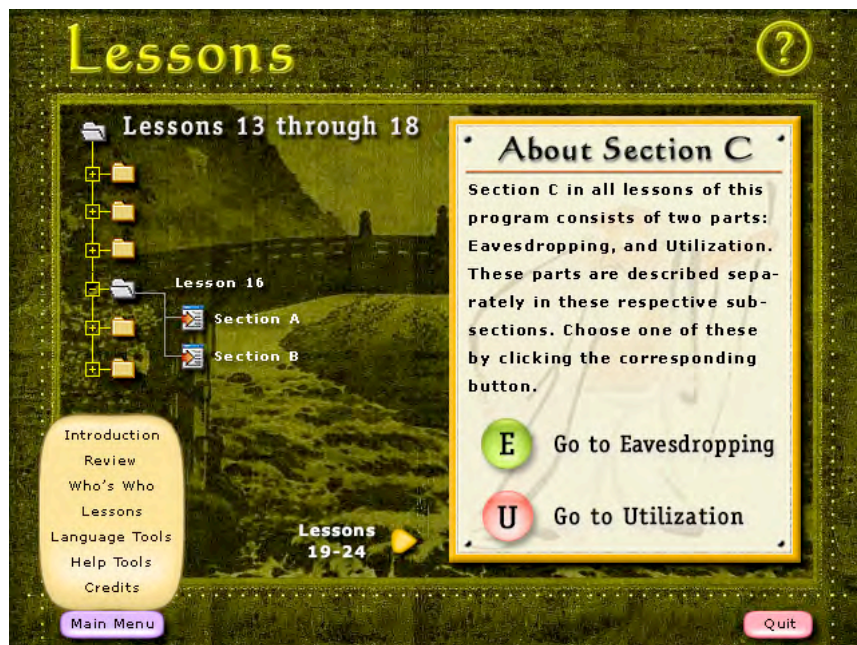 Lessons
?
Lessons 13 through 18
Lesson 16
Section A
Section B
About Section C
Section C in all lessons of this
program consists of two parts:
Eavesdropping, and Utilization.
These parts are described sepa-
rately in these respective sub-
sections. Choose one of these
by clicking the corresponding
button.
E Go to Eavesdropping
U Go to Utilization
Introduction
Review
Who's Who
Lessons
Language Tools
Help Tools
Credits
Lessons
19-24
Main Menu
Quit